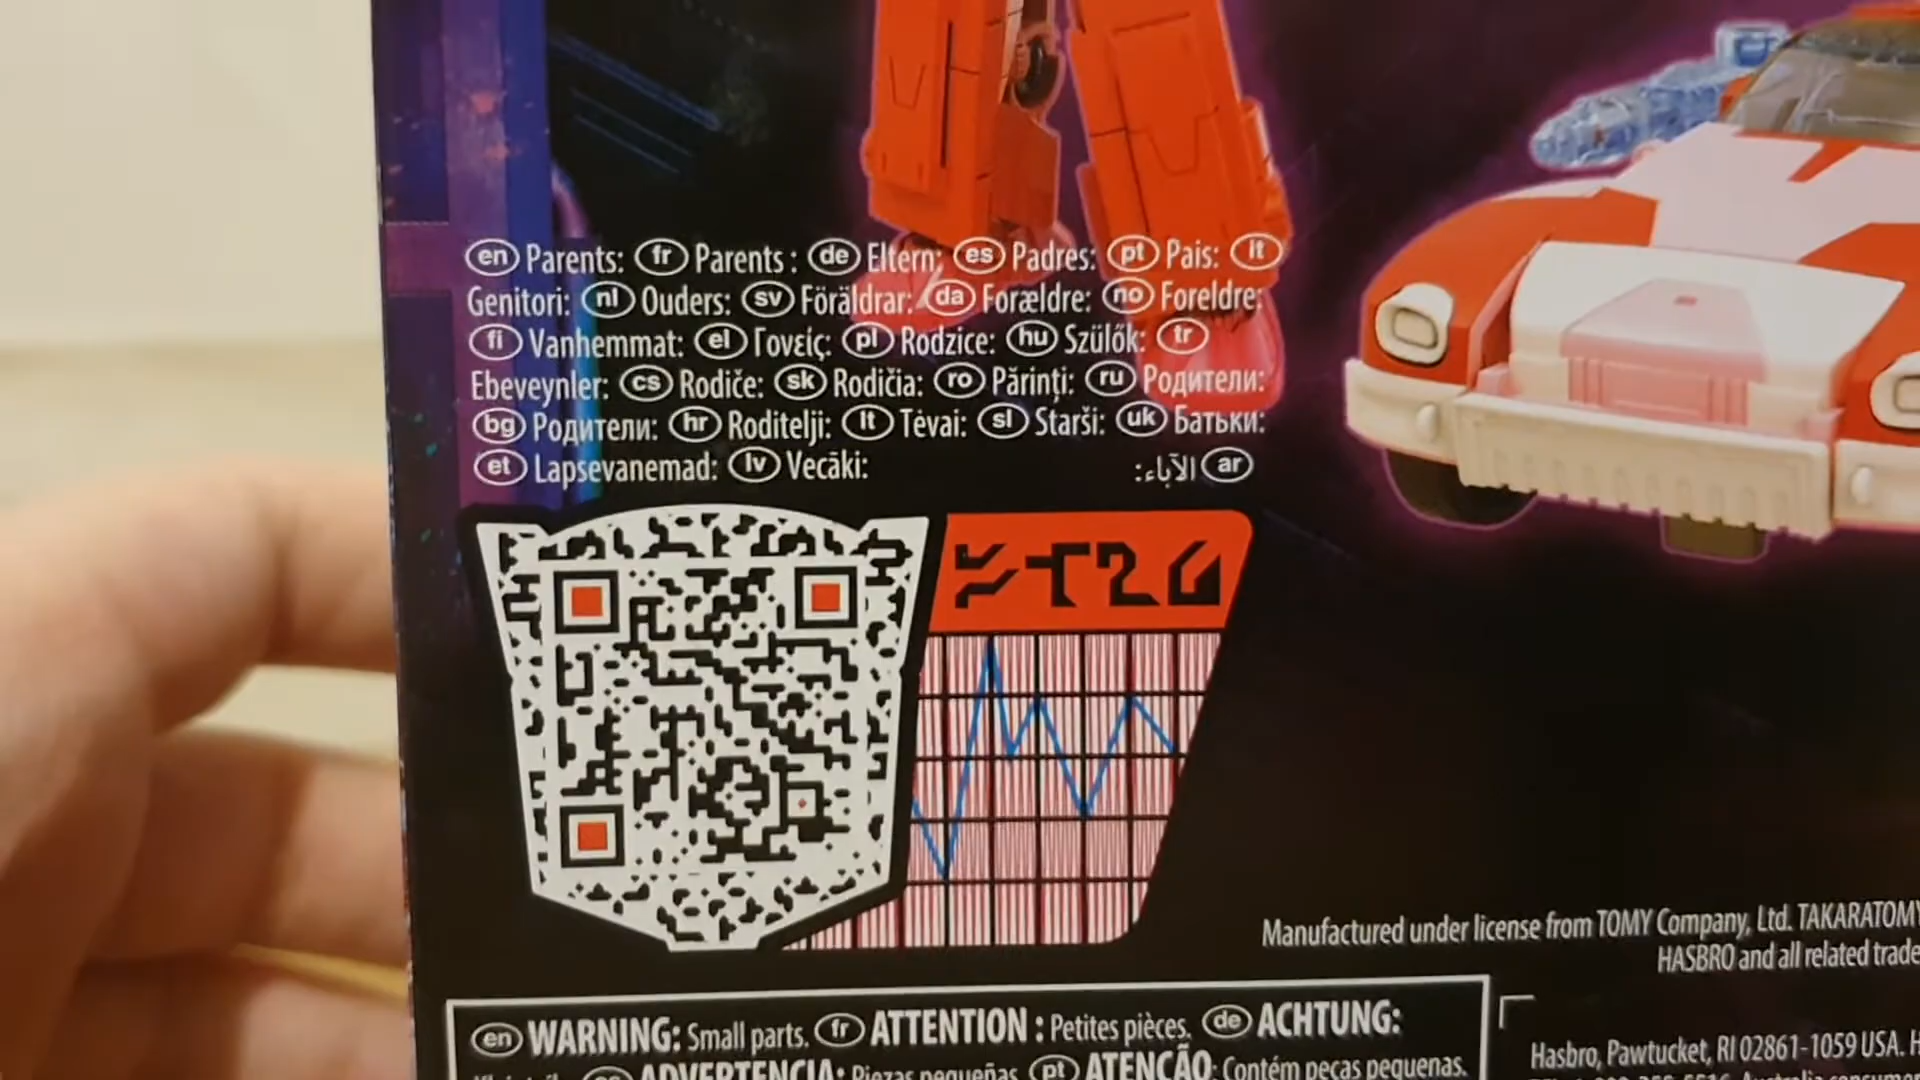 en Parents: fr Parents : de Eltern: es Padres: pt Pais: it
Genitori: nl Ouders: sv Föräldrar: da Forældre: no Foreldre:
fi Vanhemmat: el Γονείς: pl Rodzice: hu Szülők: tr
Ebeveynler: cs Rodiče: sk Rodičia: ro Părinți: ru Родители:
bg Родители: hr Roditelji: lt Tėvai: sl Starši: uk Батьки:
et Lapsevanemad: lv Vecāki: ar الآباء:
Manufactured under license from TOMY Company, Ltd. TAKARATOMY
HASBRO and all related trade
en WARNING: Small parts. fr ATTENTION : Petites pièces. de ACHTUNG:
ADVERTENCIA: Piezas pequeñas. pt ATENÇÃO: Contém peças pequenas.
Hasbro, Pawtucket, RI 02861-1059 USA. H